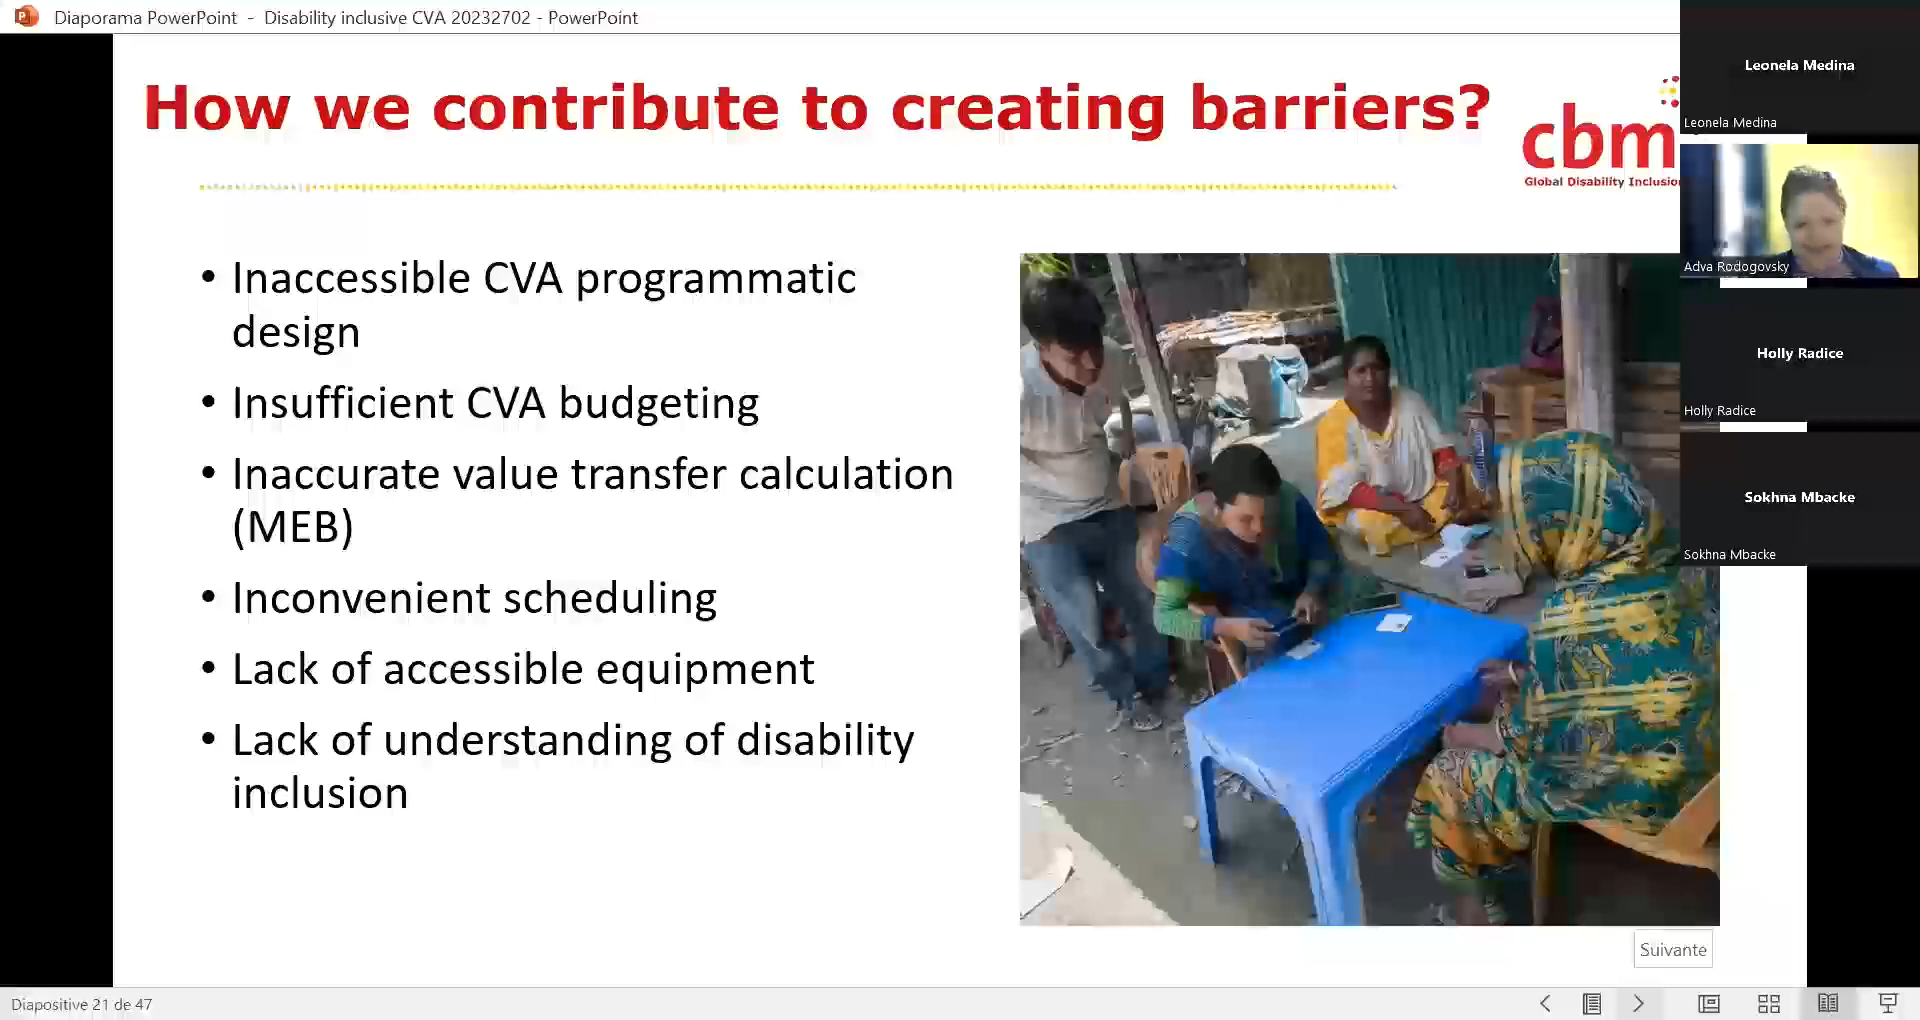 Diaporama PowerPoint - Disability inclusive CVA 20232702 - PowerPoint
How we contribute to creating barriers?
cbm
Global Disability Inclusion
• Inaccessible CVA programmatic
design
• Insufficient CVA budgeting
• Inaccurate value transfer calculation
(MEB)
• Inconvenient scheduling
• Lack of accessible equipment
• Lack of understanding of disability
inclusion
Leonela Medina
Leonela Medina
Adva Rodogovsky
Holly Radice
Holly Radice
Sokhna Mbacke
Sokhna Mbacke
Suivante
Diapositive 21 de 47